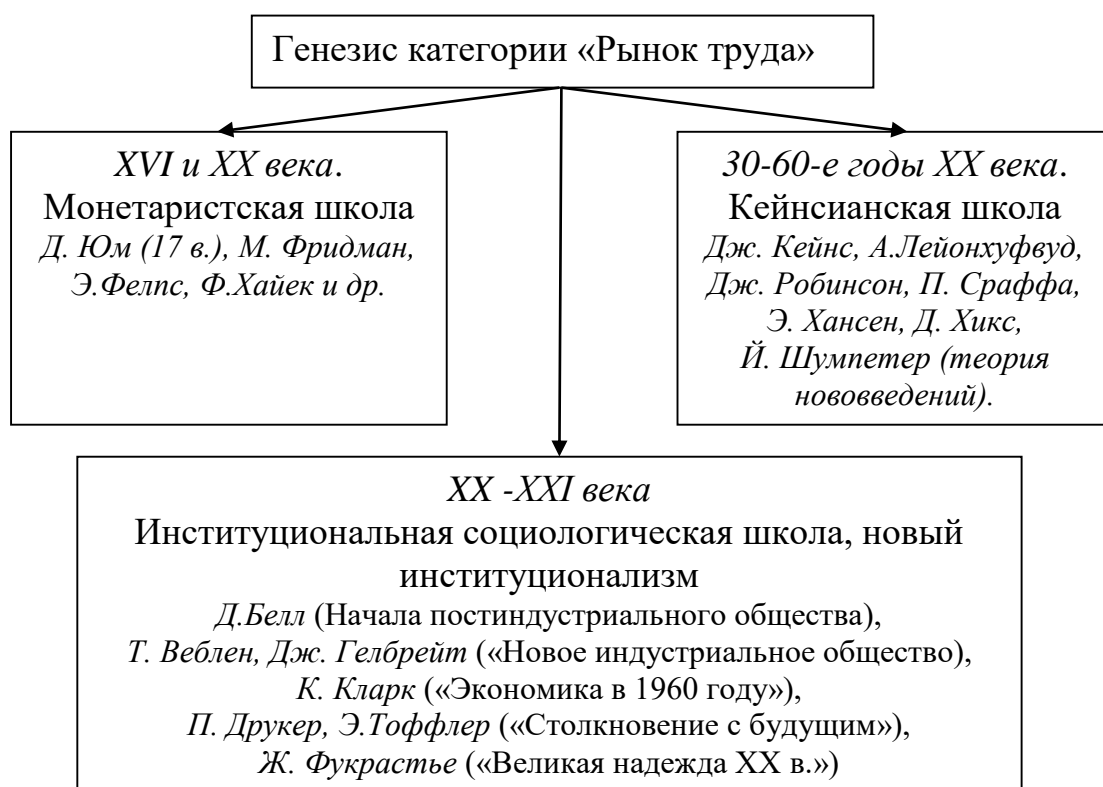 Генезис категории «Рынок труда»
XVI и XX века.
Монетаристская школа
Д. Юм (17 в.), М. Фридман,
Э.Фелпс, Ф.Хайек и др.
30-60-е годы XX века.
Кейнсианская школа
Дж. Кейнс, А.Лейонхуфвуд,
Дж. Робинсон, П. Сраффа,
Э. Хансен, Д. Хикс,
Й. Шумпетер (теория
нововведений).
XX -XXI века
Институциональная социологическая школа, новый
институционализм
Д.Белл (Начала постиндустриального общества),
Т. Веблен, Дж. Гелбрейт («Новое индустриальное общество),
К. Кларк («Экономика в 1960 году»),
П. Друкер, Э.Тоффлер («Столкновение с будущим»),
Ж. Фукрастье («Великая надежда XX в.»)